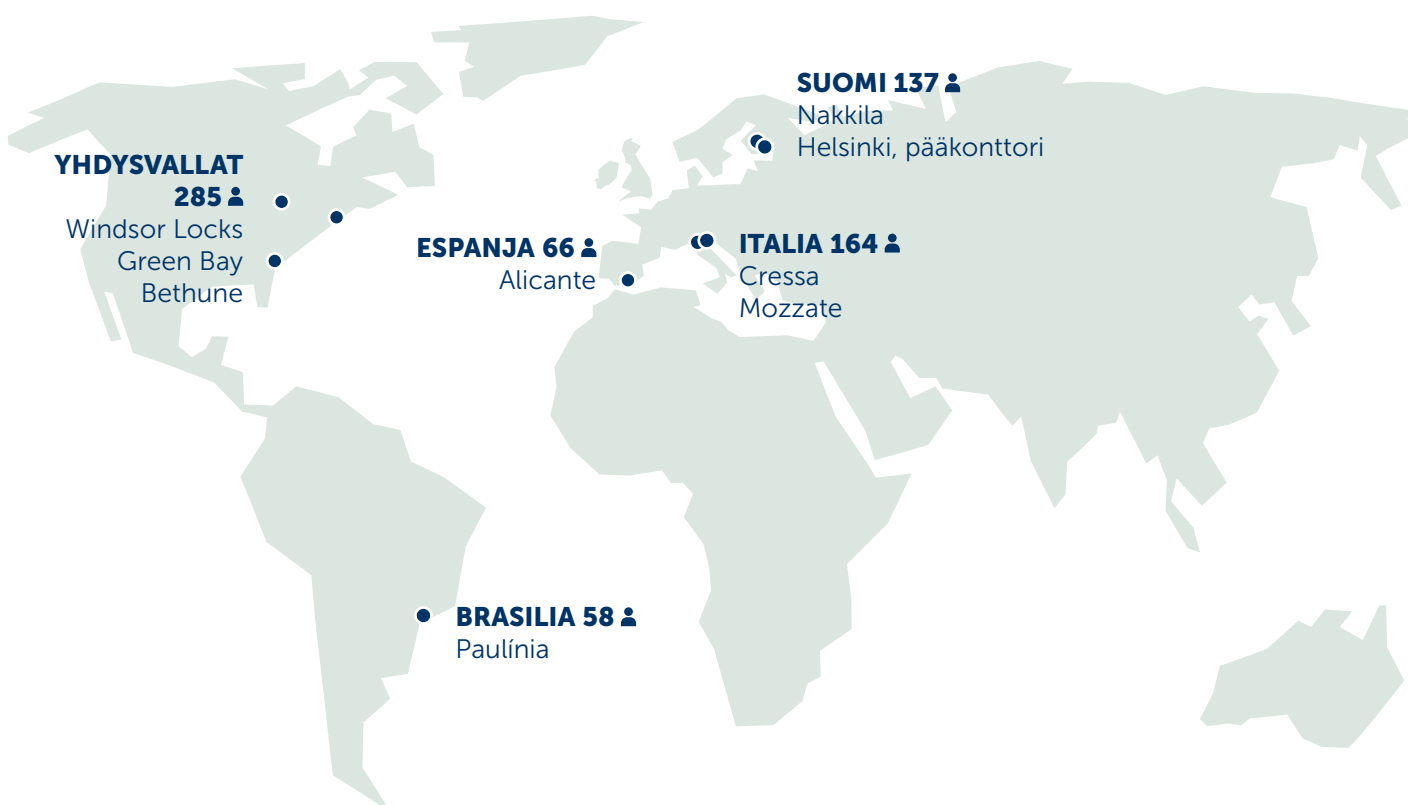 SUOMI 137
Nakkila
Helsinki, pääkonttori
YHDYSVALLAT
285
Windsor Locks
Green Bay
Bethune
ESPANJA 66
Alicante
ITALIA 164
Cressa
Mozzate
BRASILIA 58
Paulínia